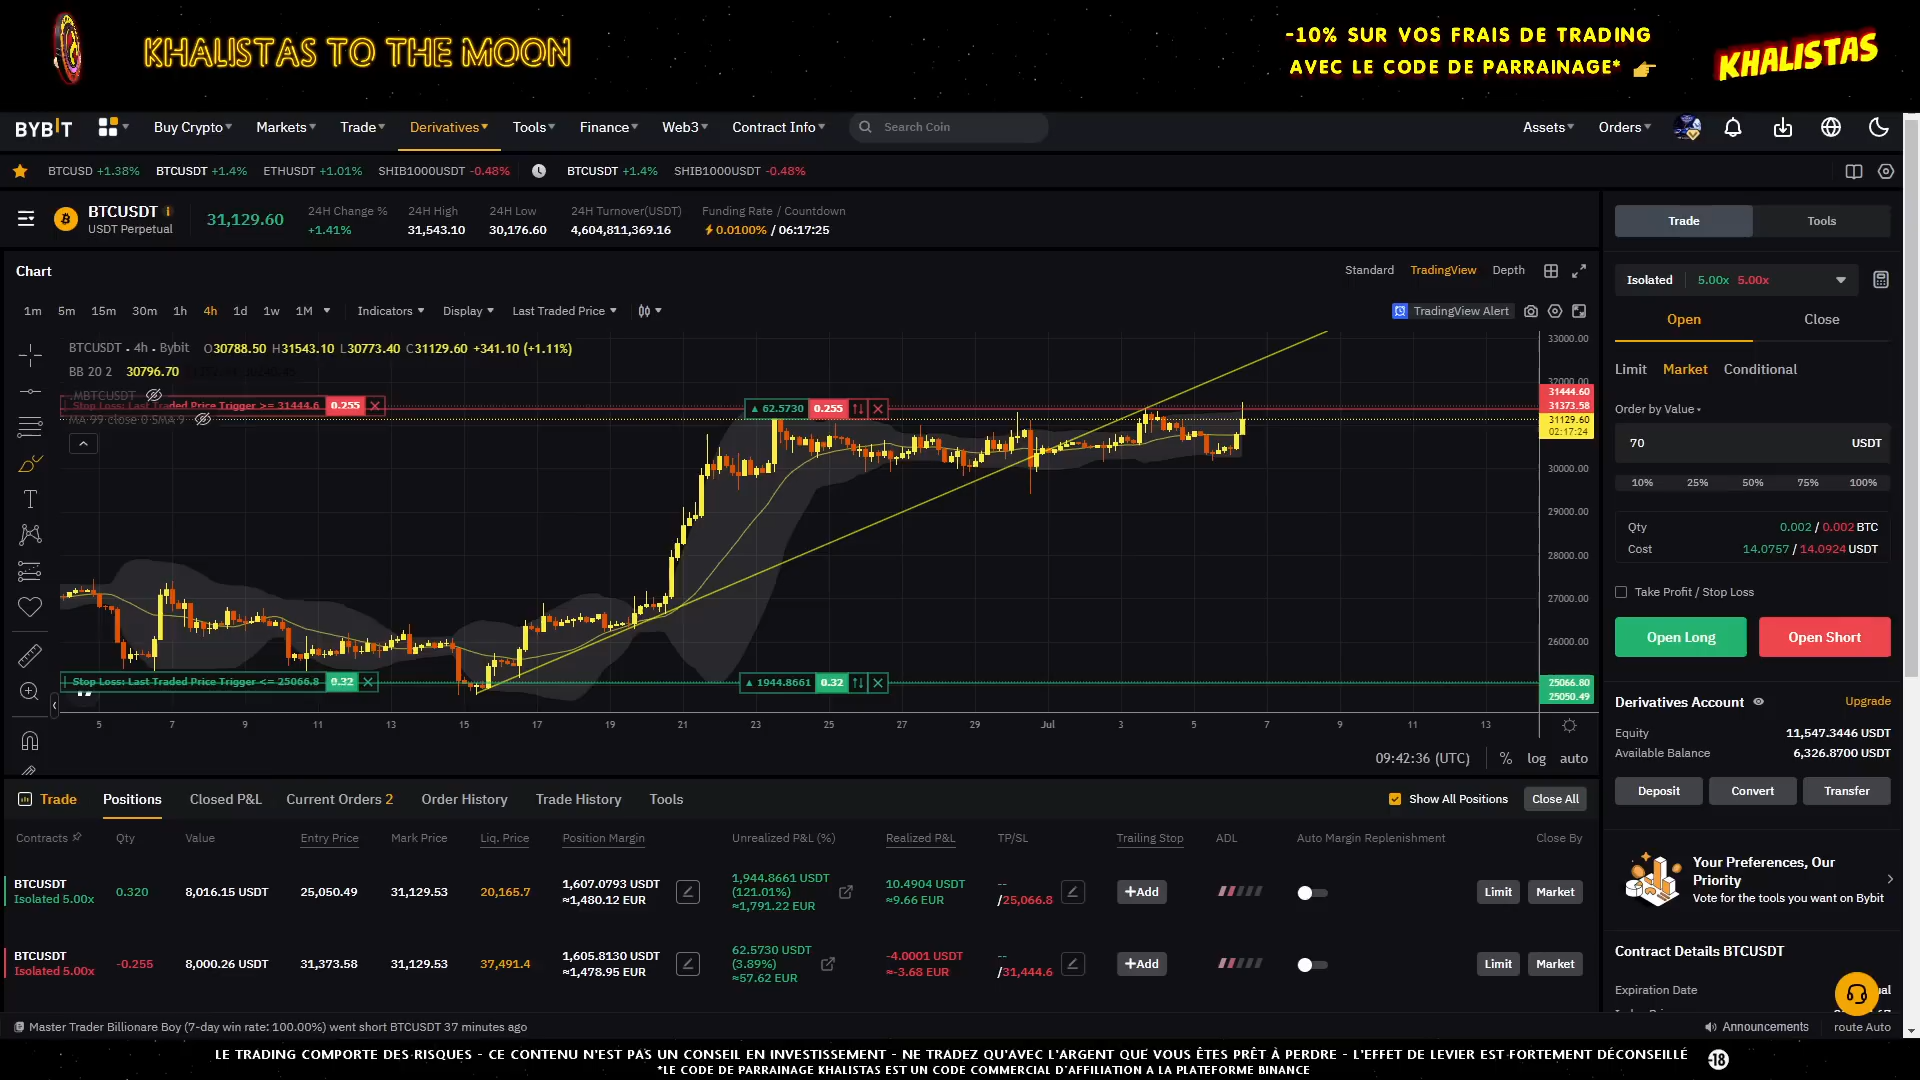 KHALISTAS TO THE MOON
-10% SUR VOS FRAIS DE TRADING
AVEC LE CODE DE PARRAINAGE* 👉
KHALISTAS
BYBIT Buy Crypto Markets Trade Derivatives Tools Finance Web3 Contract Info Search Coin Assets Orders
BTCUSD +1.38% BTCUSDT +1.4% ETHUSDT +1.01% SHIB1000USDT -0.48% BTCUSDT +1.4% SHIB1000USDT -0.48%
BTCUSDT
USDT Perpetual
31,129.60
24H Change % 24H High 24H Low 24H Turnover(USDT) Funding Rate / Countdown
+1.41% 31,543.10 30,176.60 4,604,811,369.16 0.0100% / 06:17:25
Chart
Standard TradingView Depth
1m 5m 15m 30m 1h 4h 1d 1w 1M Indicators Display Last Traded Price TradingView Alert
BTCUSDT • 4h • Bybit O30788.50 H31543.10 L30773.40 C31129.60 +341.10 (+1.11%)
BB 20 2 30796.70
.MBTCUSDT
Stop Loss: Last Traded Price Trigger >= 31444.6 0.255
MA 99 close 0 SMA 9
62.5730 0.255
Stop Loss: Last Traded Price Trigger <= 25066.8 0.32
1944.8661 0.32
33000.00
32000.00
31444.60
31373.58
31129.60
02:17:24
30000.00
29000.00
28000.00
27000.00
26000.00
25066.80
25050.49
5 7 9 11 13 15 17 19 21 23 25 27 29 Jul 3 5 7 9 11 13
09:42:36 (UTC) % log auto
Trade Positions Closed P&L Current Orders 2 Order History Trade History Tools Show All Positions Close All
Contracts Qty Value Entry Price Mark Price Liq. Price Position Margin Unrealized P&L (%) Realized P&L TP/SL Trailing Stop ADL Auto Margin Replenishment Close By
BTCUSDT
Isolated 5.00x
0.320 8,016.15 USDT 25,050.49 31,129.53 20,165.7
1,607.0793 USDT
≈1,480.12 EUR
1,944.8661 USDT
(121.01%)
≈1,791.22 EUR
10.4904 USDT
≈9.66 EUR
--
/25,066.8
+Add Limit Market
BTCUSDT
Isolated 5.00x
-0.255 8,000.26 USDT 31,373.58 31,129.53 37,491.4
1,605.8130 USDT
≈1,478.95 EUR
62.5730 USDT
(3.89%)
≈57.62 EUR
-4.0001 USDT
≈-3.68 EUR
--
/31,444.6
+Add Limit Market
Trade Tools
Isolated 5.00x 5.00x
Open Close
Limit Market Conditional
Order by Value
70 USDT
10% 25% 50% 75% 100%
Qty 0.002 / 0.002 BTC
Cost 14.0757 / 14.0924 USDT
Take Profit / Stop Loss
Open Long Open Short
Derivatives Account Upgrade
Equity 11,547.3446 USDT
Available Balance 6,326.8700 USDT
Deposit Convert Transfer
Your Preferences, Our
Priority
Vote for the tools you want on Bybit
Contract Details BTCUSDT
Expiration Date
Master Trader Billionare Boy (7-day win rate: 100.00%) went short BTCUSDT 37 minutes ago
Announcements route Auto
LE TRADING COMPORTE DES RISQUES - CE CONTENU N'EST PAS UN CONSEIL EN INVESTISSEMENT - NE TRADEZ QU'AVEC L'ARGENT QUE VOUS ÊTES PRÊT À PERDRE - L'EFFET DE LEVIER EST FORTEMENT DÉCONSEILLÉ -18
*LE CODE DE PARRAINAGE KHALISTAS EST UN CODE COMMERCIAL D'AFFILIATION A LA PLATEFORME BINANCE